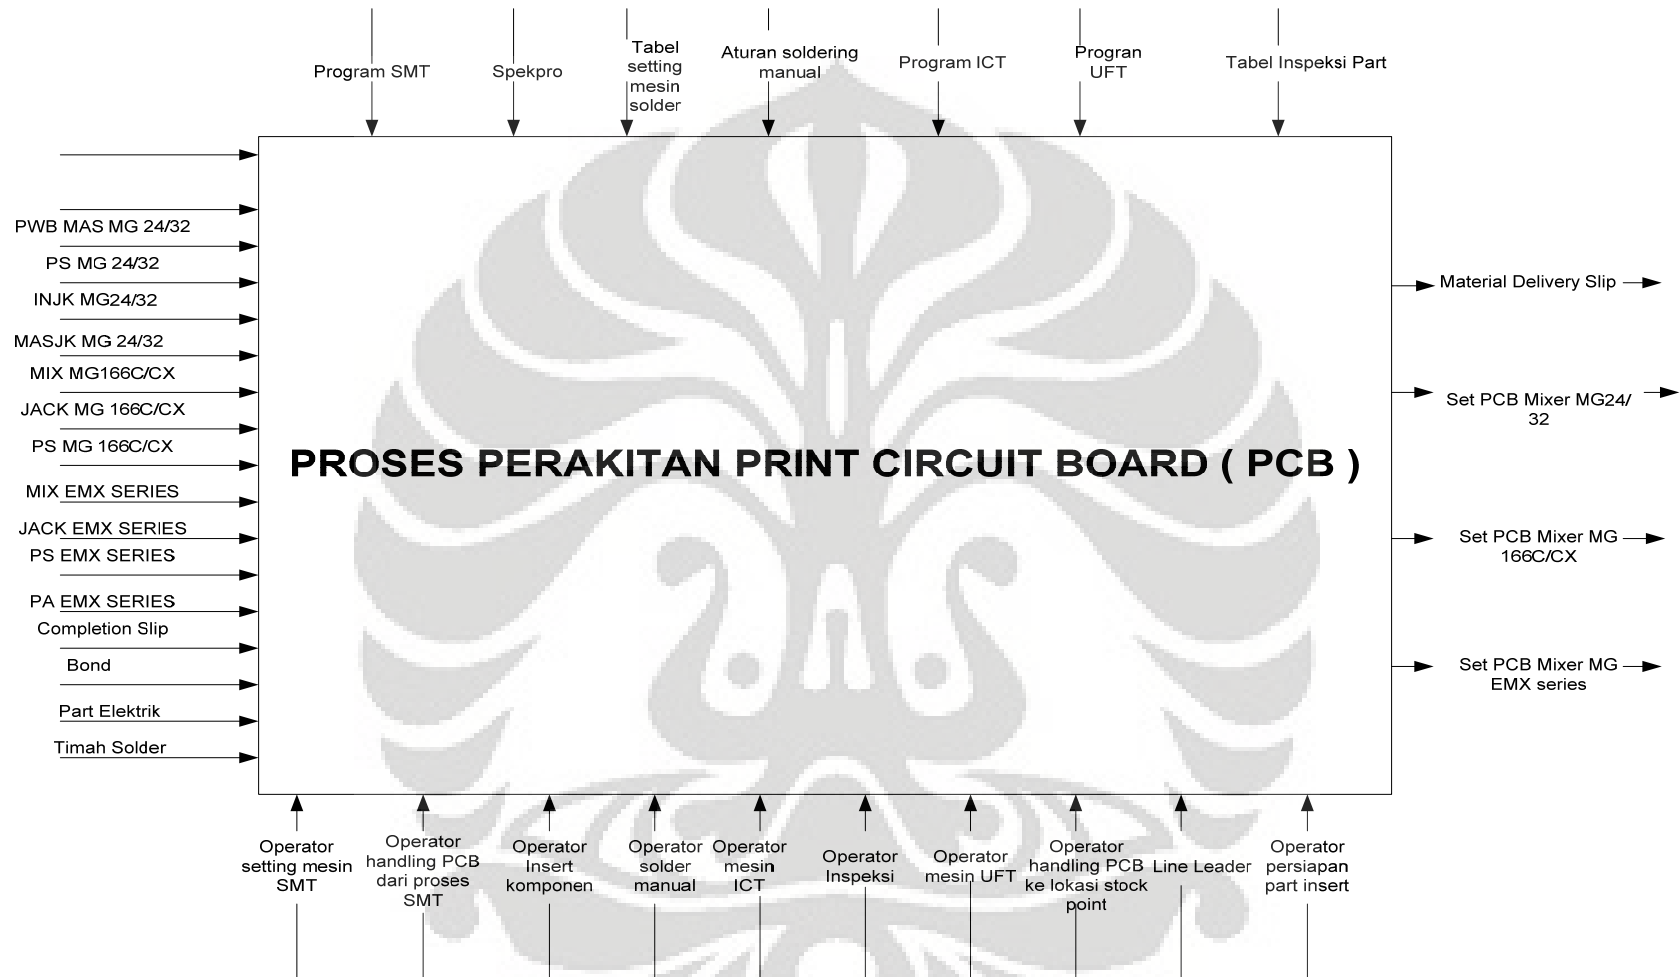 Program SMT
Spekpro
Tabel
setting
mesin
solder
Aturan soldering
manual
Program ICT
Progran
UFT
Tabel Inspeksi Part
PWB MAS MG 24/32
PS MG 24/32
INJK MG24/32
MASJK MG 24/32
MIX MG166C/CX
JACK MG 166C/CX
PS MG 166C/CX
MIX EMX SERIES
JACK EMX SERIES
PS EMX SERIES
PA EMX SERIES
Completion Slip
Bond
Part Elektrik
Timah Solder
PROSES PERAKITAN PRINT CIRCUIT BOARD ( PCB )
Material Delivery Slip
Set PCB Mixer MG24/
32
Set PCB Mixer MG
166C/CX
Set PCB Mixer MG
EMX series
Operator
setting mesin
SMT
Operator
handling PCB
dari proses
SMT
Operator
Insert
komponen
Operator
solder
manual
Operator
mesin
ICT
Operator
Inspeksi
Operator
mesin UFT
Operator
handling PCB
ke lokasi stock
point
Line Leader
Operator
persiapan
part insert